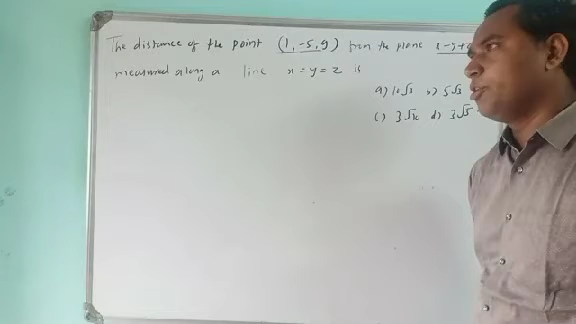 The distance of the point (1, -5, 9) from the plane x-y+
measured along a line x = y = z is
a) 10√3 b) 5√3
c) 3√10 d) 3√5